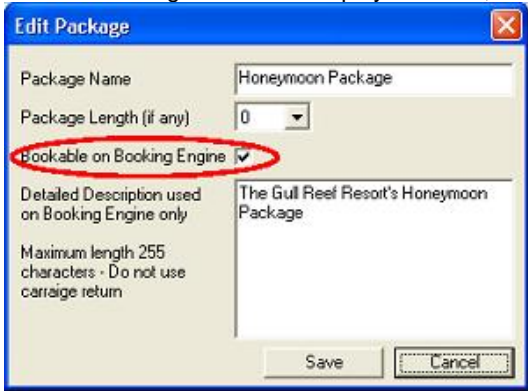 Edit Package
Package Name
Honeymoon Package
Package Length (if any)
0
Bookable on Booking Engine
Detailed Description used
on Booking Engine only
The Gull Reef Resort's Honeymoon
Package
Maximum length 255
characters - Do not use
carraige return
Save
Cancel